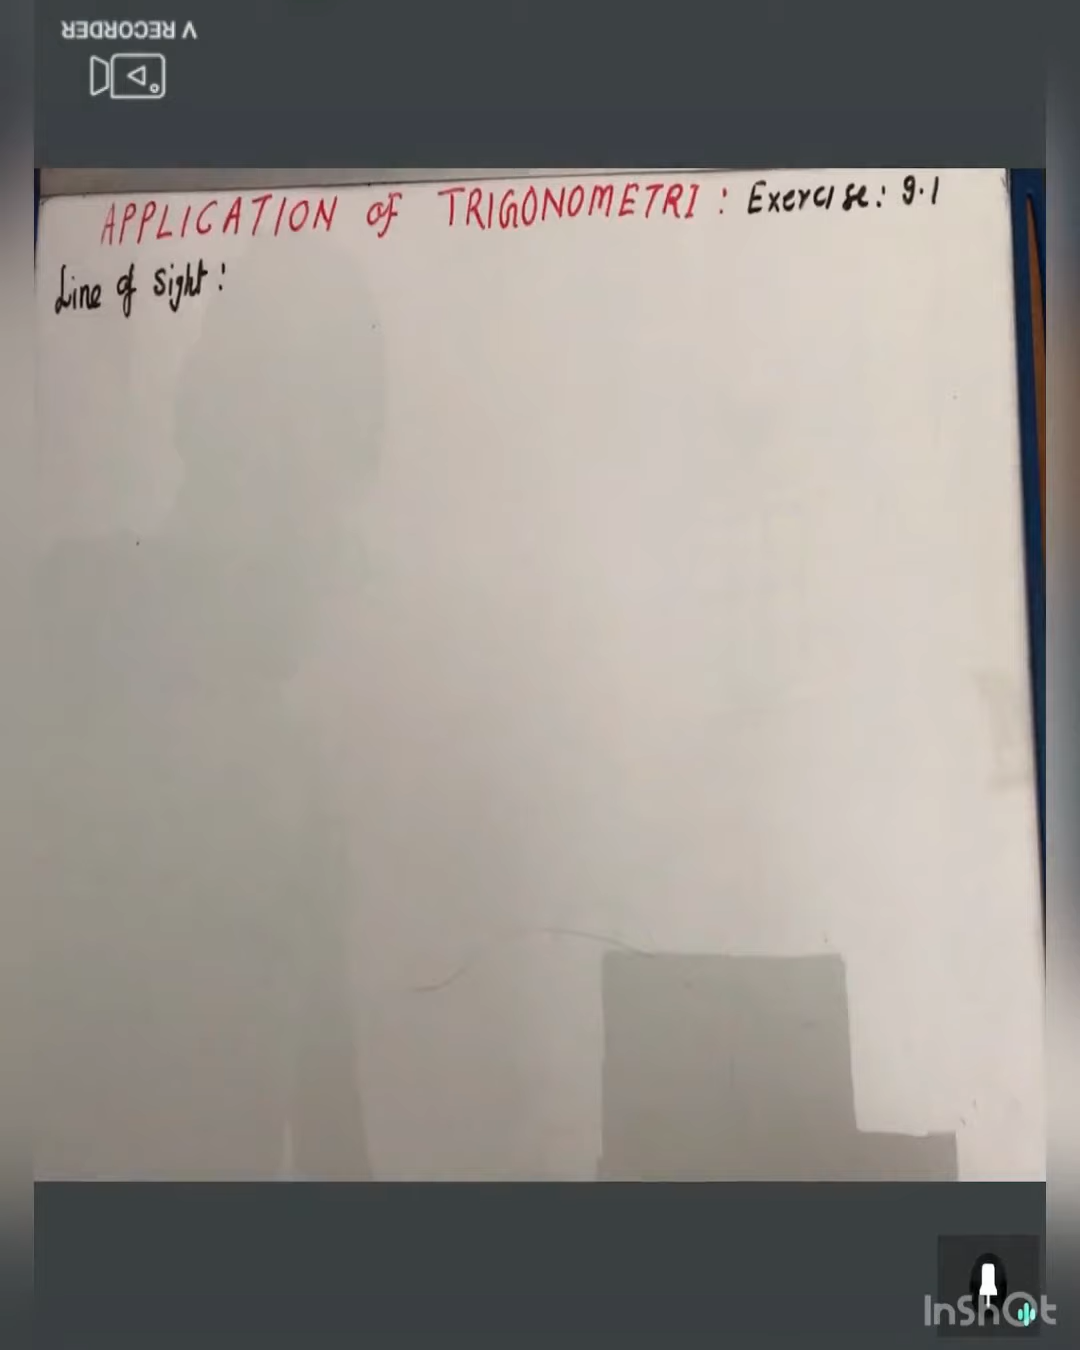 V RECORDER
APPLICATION of TRIGONOMETRI : Exercise: 9.1
Line of Sight :
InShOt